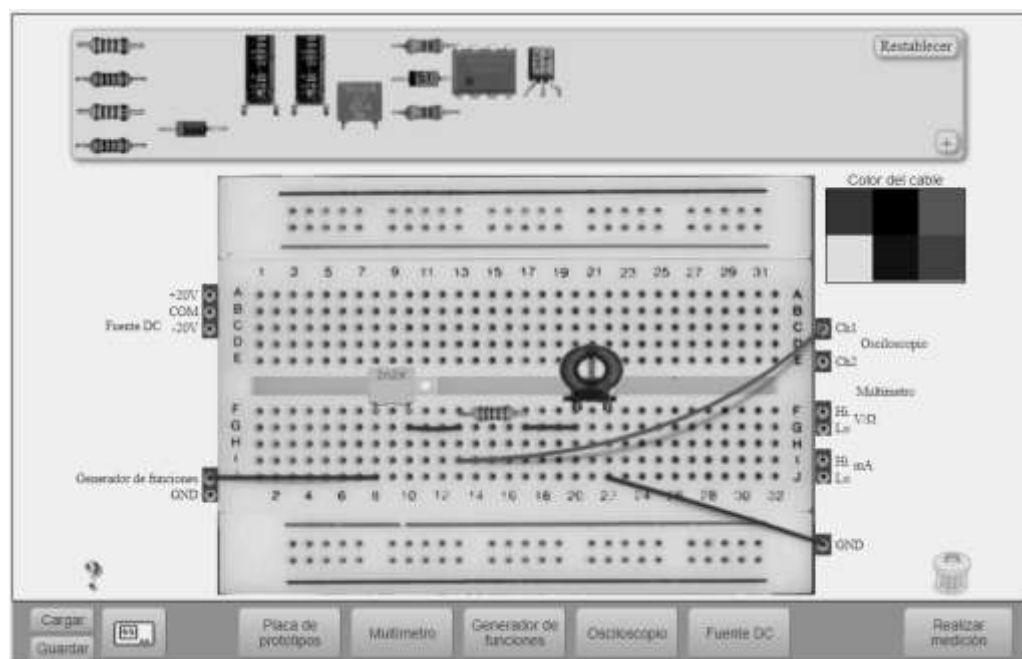 Restablecer
+
Color del cable
1 3 5 7 9 11 13 15 17 19 21 23 25 27 29 31
A A
B B
C C
D D
E E
+20V
COM
Fuente DC -20V
Ch1
Osciloscopio
Ch2
Multímetro
F F
G G
H H
I I
J J
Hi
V/Ω
Lo
Hi
mA
Lo
Generador de funciones
GND
2 4 6 8 10 12 14 16 18 20 22 24 26 28 30 32
GND
?
Cargar
Guardar
Placa de prototipos
Multímetro
Generador de funciones
Osciloscopio
Fuente DC
Realizar medición